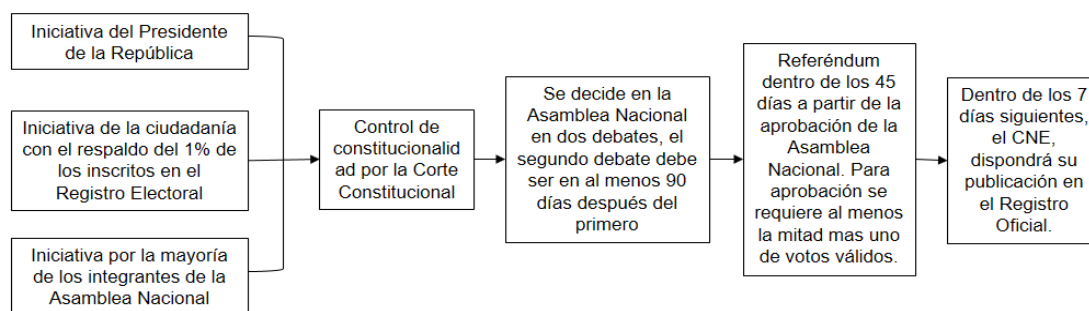 Iniciativa del Presidente
de la República
Iniciativa de la ciudadanía
con el respaldo del 1% de
los inscritos en el
Registro Electoral
Iniciativa por la mayoría
de los integrantes de la
Asamblea Nacional
Control de
constitucionalid
ad por la Corte
Constitucional
Se decide en la
Asamblea Nacional
en dos debates, el
segundo debate debe
ser en al menos 90
días después del
primero
Referéndum
dentro de los 45
días a partir de la
aprobación de la
Asamblea
Nacional. Para
aprobación se
requiere al menos
la mitad mas uno
de votos válidos.
Dentro de los 7
días siguientes,
el CNE,
dispondrá su
publicación en
el Registro
Oficial.